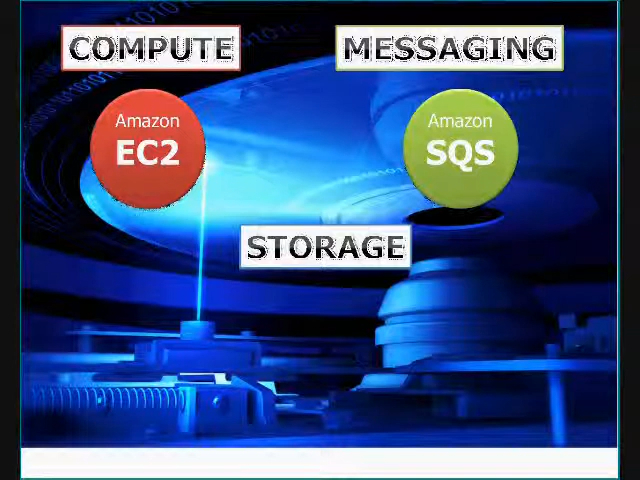 COMPUTE
MESSAGING
Amazon
EC2
Amazon
SQS
STORAGE